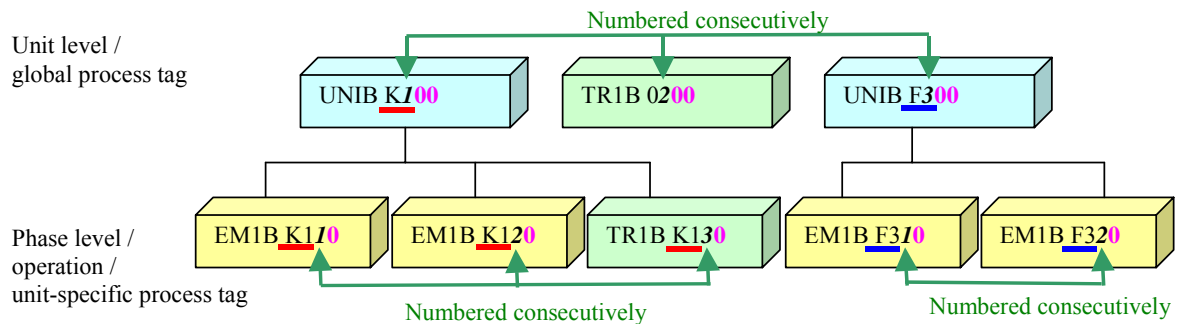 Numbered consecutively
Unit level /
global process tag
UNIB K100
TR1B 0200
UNIB F300
EM1B K110
EM1B K120
TR1B K130
EM1B F310
EM1B F320
Phase level /
operation /
unit-specific process tag
Numbered consecutively
Numbered consecutively